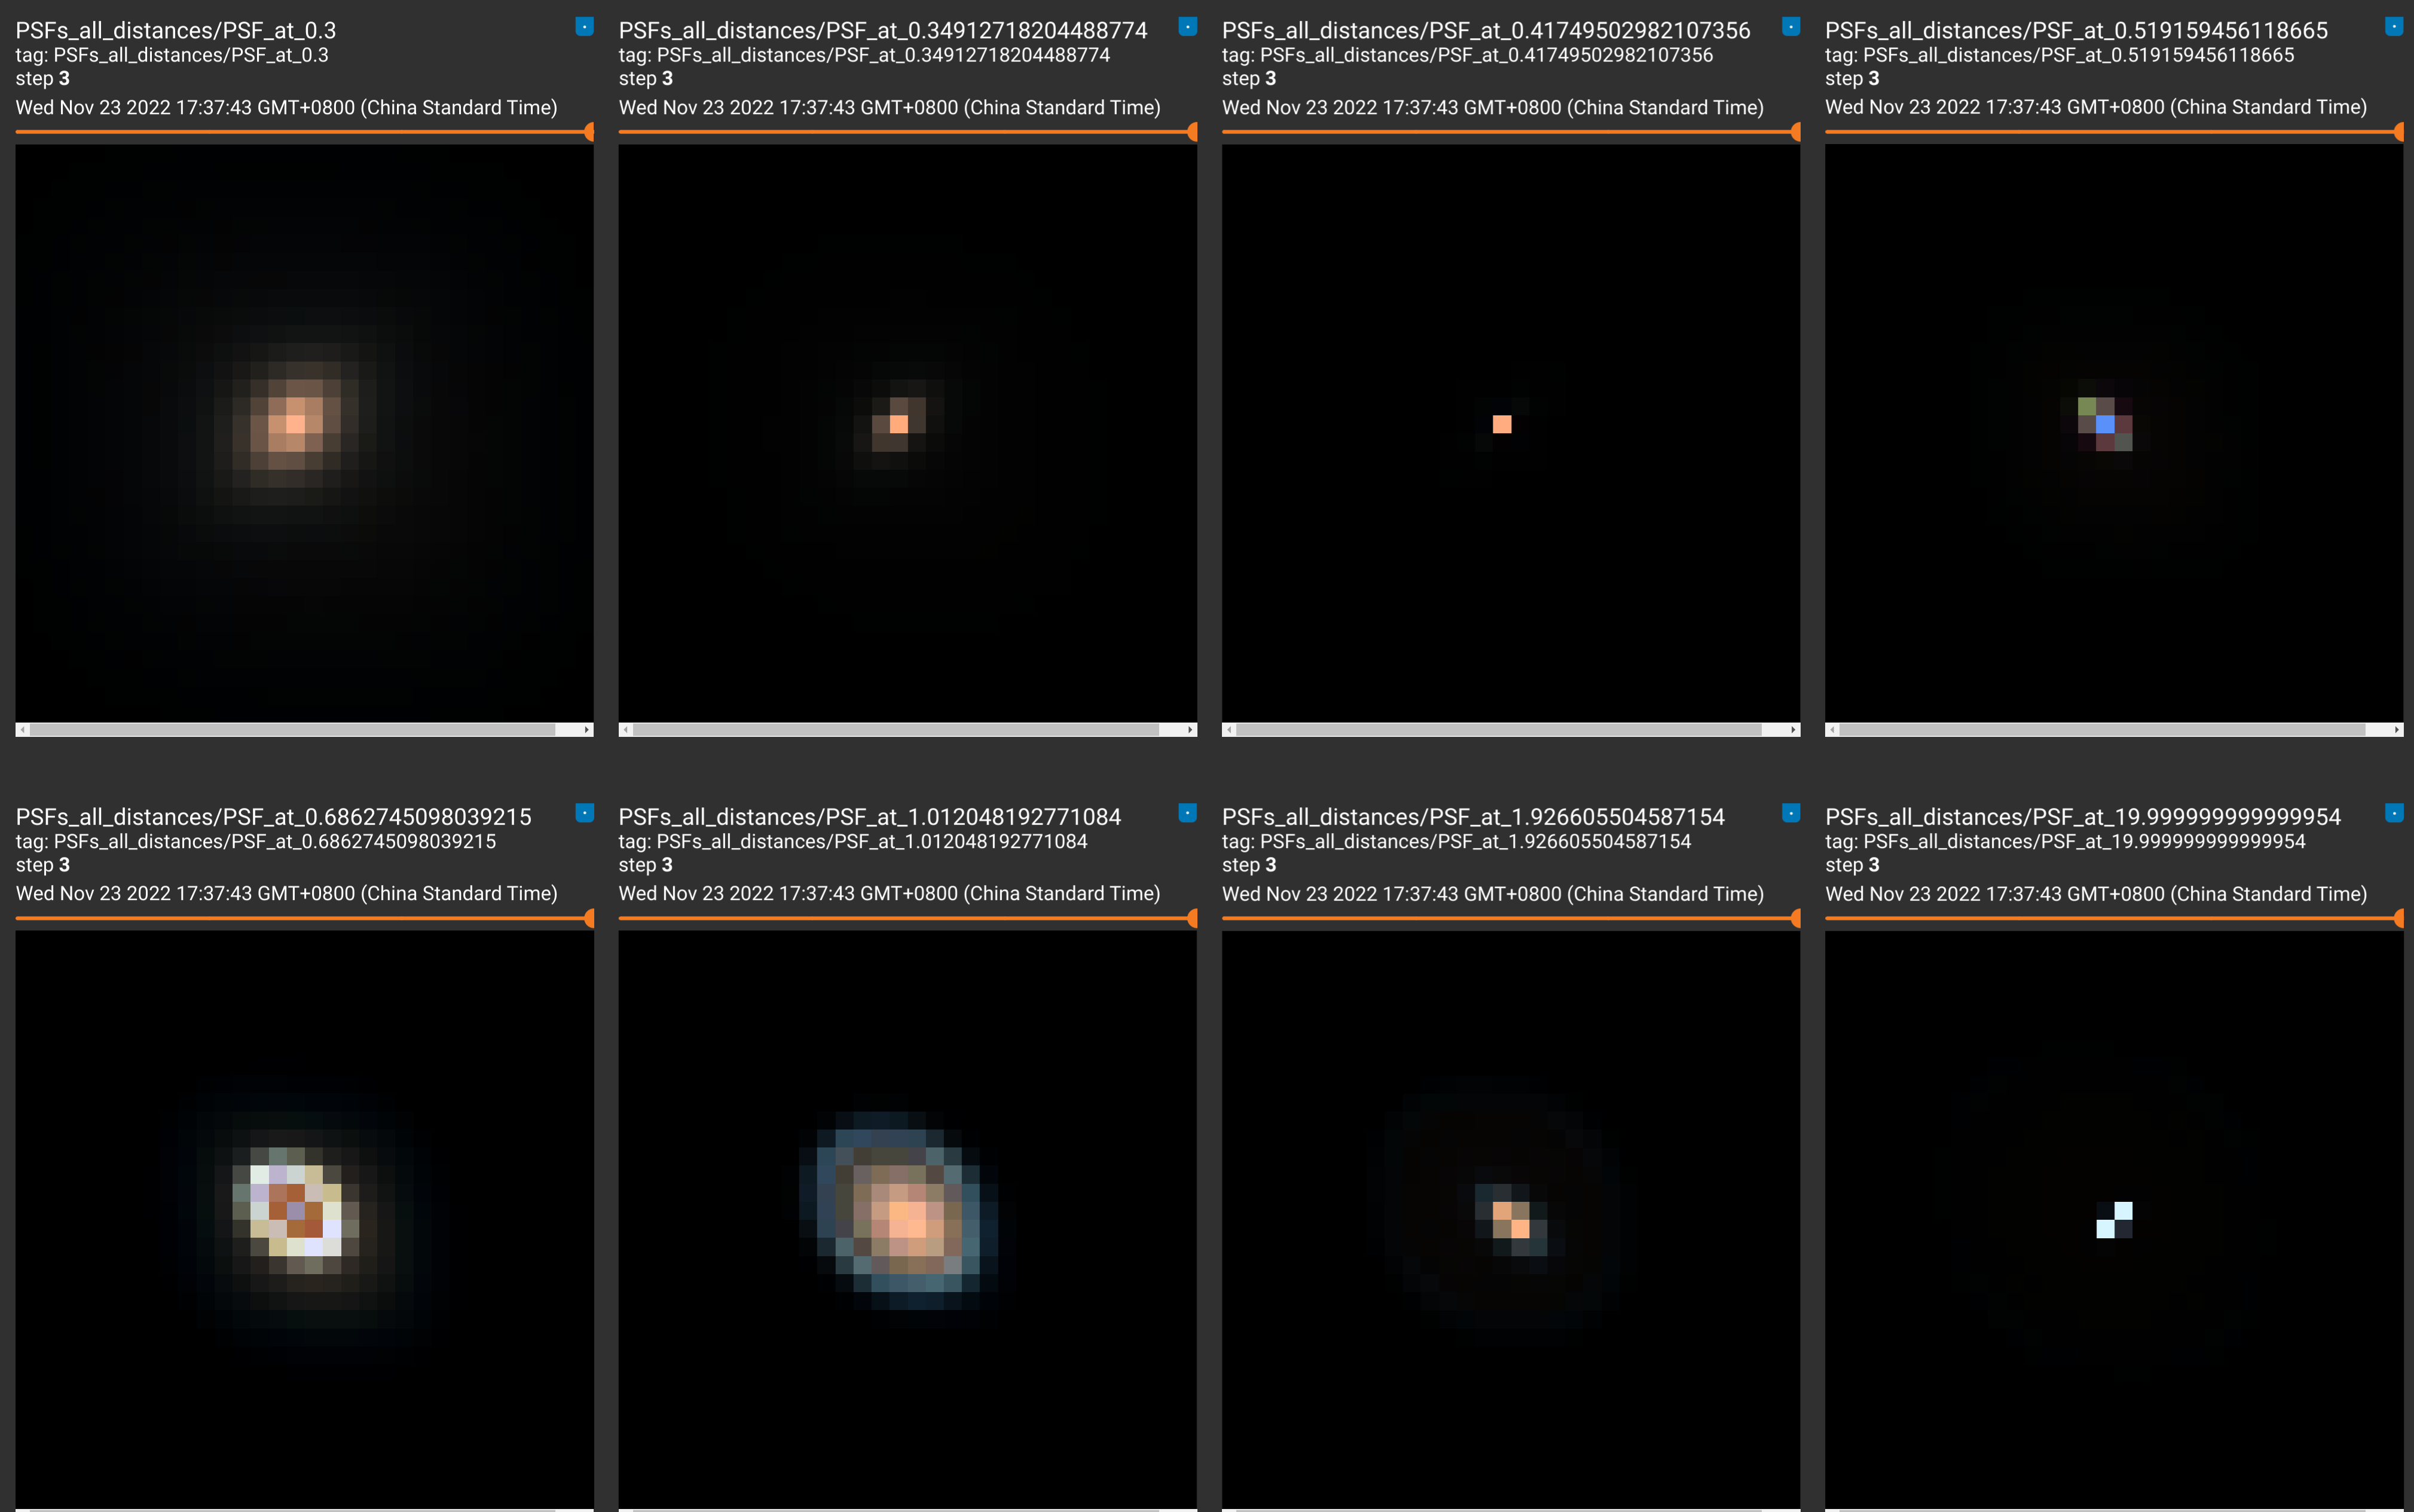 PSFs_all_distances/PSF_at_0.3
tag: PSFs_all_distances/PSF_at_0.3
step 3
Wed Nov 23 2022 17:37:43 GMT+0800 (China Standard Time)
PSFs_all_distances/PSF_at_0.34912718204488774
tag: PSFs_all_distances/PSF_at_0.34912718204488774
step 3
Wed Nov 23 2022 17:37:43 GMT+0800 (China Standard Time)
PSFs_all_distances/PSF_at_0.41749502982107356
tag: PSFs_all_distances/PSF_at_0.41749502982107356
step 3
Wed Nov 23 2022 17:37:43 GMT+0800 (China Standard Time)
PSFs_all_distances/PSF_at_0.519159456118665
tag: PSFs_all_distances/PSF_at_0.519159456118665
step 3
Wed Nov 23 2022 17:37:43 GMT+0800 (China Standard Time)
PSFs_all_distances/PSF_at_0.6862745098039215
tag: PSFs_all_distances/PSF_at_0.6862745098039215
step 3
Wed Nov 23 2022 17:37:43 GMT+0800 (China Standard Time)
PSFs_all_distances/PSF_at_1.012048192771084
tag: PSFs_all_distances/PSF_at_1.012048192771084
step 3
Wed Nov 23 2022 17:37:43 GMT+0800 (China Standard Time)
PSFs_all_distances/PSF_at_1.926605504587154
tag: PSFs_all_distances/PSF_at_1.926605504587154
step 3
Wed Nov 23 2022 17:37:43 GMT+0800 (China Standard Time)
PSFs_all_distances/PSF_at_19.999999999999954
tag: PSFs_all_distances/PSF_at_19.999999999999954
step 3
Wed Nov 23 2022 17:37:43 GMT+0800 (China Standard Time)